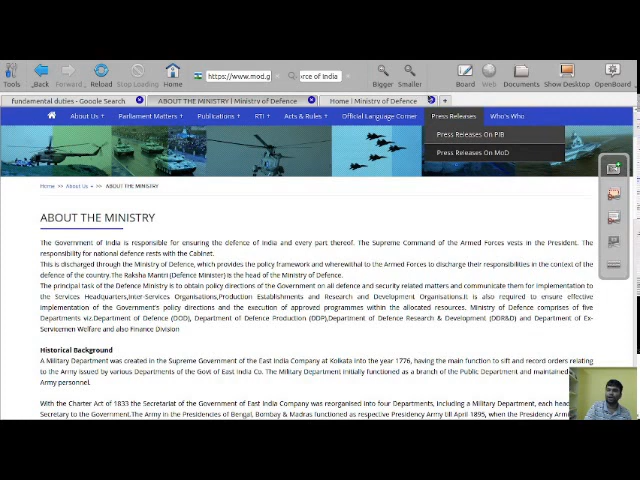 Tools Back Forward Reload Stop Loading Home https://www.mod.g rce of India Bigger Smaller Board Web Documents Show Desktop OpenBoard
fundamental duties - Google Search ABOUT THE MINISTRY | Ministry of Defence Home | Ministry of Defence
About Us Parliament Matters Publications RTI Acts & Rules Official Language Corner Press Releases Who's Who
Press Releases On PIB
Press Releases On MoD
Home >> About Us >> ABOUT THE MINISTRY
ABOUT THE MINISTRY
The Government of India is responsible for ensuring the defence of India and every part thereof. The Supreme Command of the Armed Forces vests in the President. The
responsibility for national defence rests with the Cabinet.
This is discharged through the Ministry of Defence, which provides the policy framework and wherewithal to the Armed Forces to discharge their responsibilities in the context of the
defence of the country.The Raksha Mantri (Defence Minister) is the head of the Ministry of Defence.
The principal task of the Defence Ministry is to obtain policy directions of the Government on all defence and security related matters and communicate them for implementation to
the Services Headquarters,Inter-Services Organisations,Production Establishments and Research and Development Organisations.It is also required to ensure effective
implementation of the Government's policy directions and the execution of approved programmes within the allocated resources. Ministry of Defence comprises of five
Departments viz.Department of Defence (DOD), Department of Defence Production (DDP),Department of Defence Research & Development (DDR&D) and Department of Ex-
Servicemen Welfare and also Finance Division
Historical Background
A Military Department was created in the Supreme Government of the East India Company at Kolkata into the year 1776, having the main function to sift and record orders relating
to the Army issued by various Departments of the Govt of East India Co. The Military Department initially functioned as a branch of the Public Department and maintained
Army personnel.
With the Charter Act of 1833 the Secretariat of the Government of East India Company was reorganised into four Departments, including a Military Department, each head
Secretary to the Government.The Army in the Presidencies of Bengal, Bombay & Madras functioned as respective Presidency Army till April 1895, when the Presidency Arm